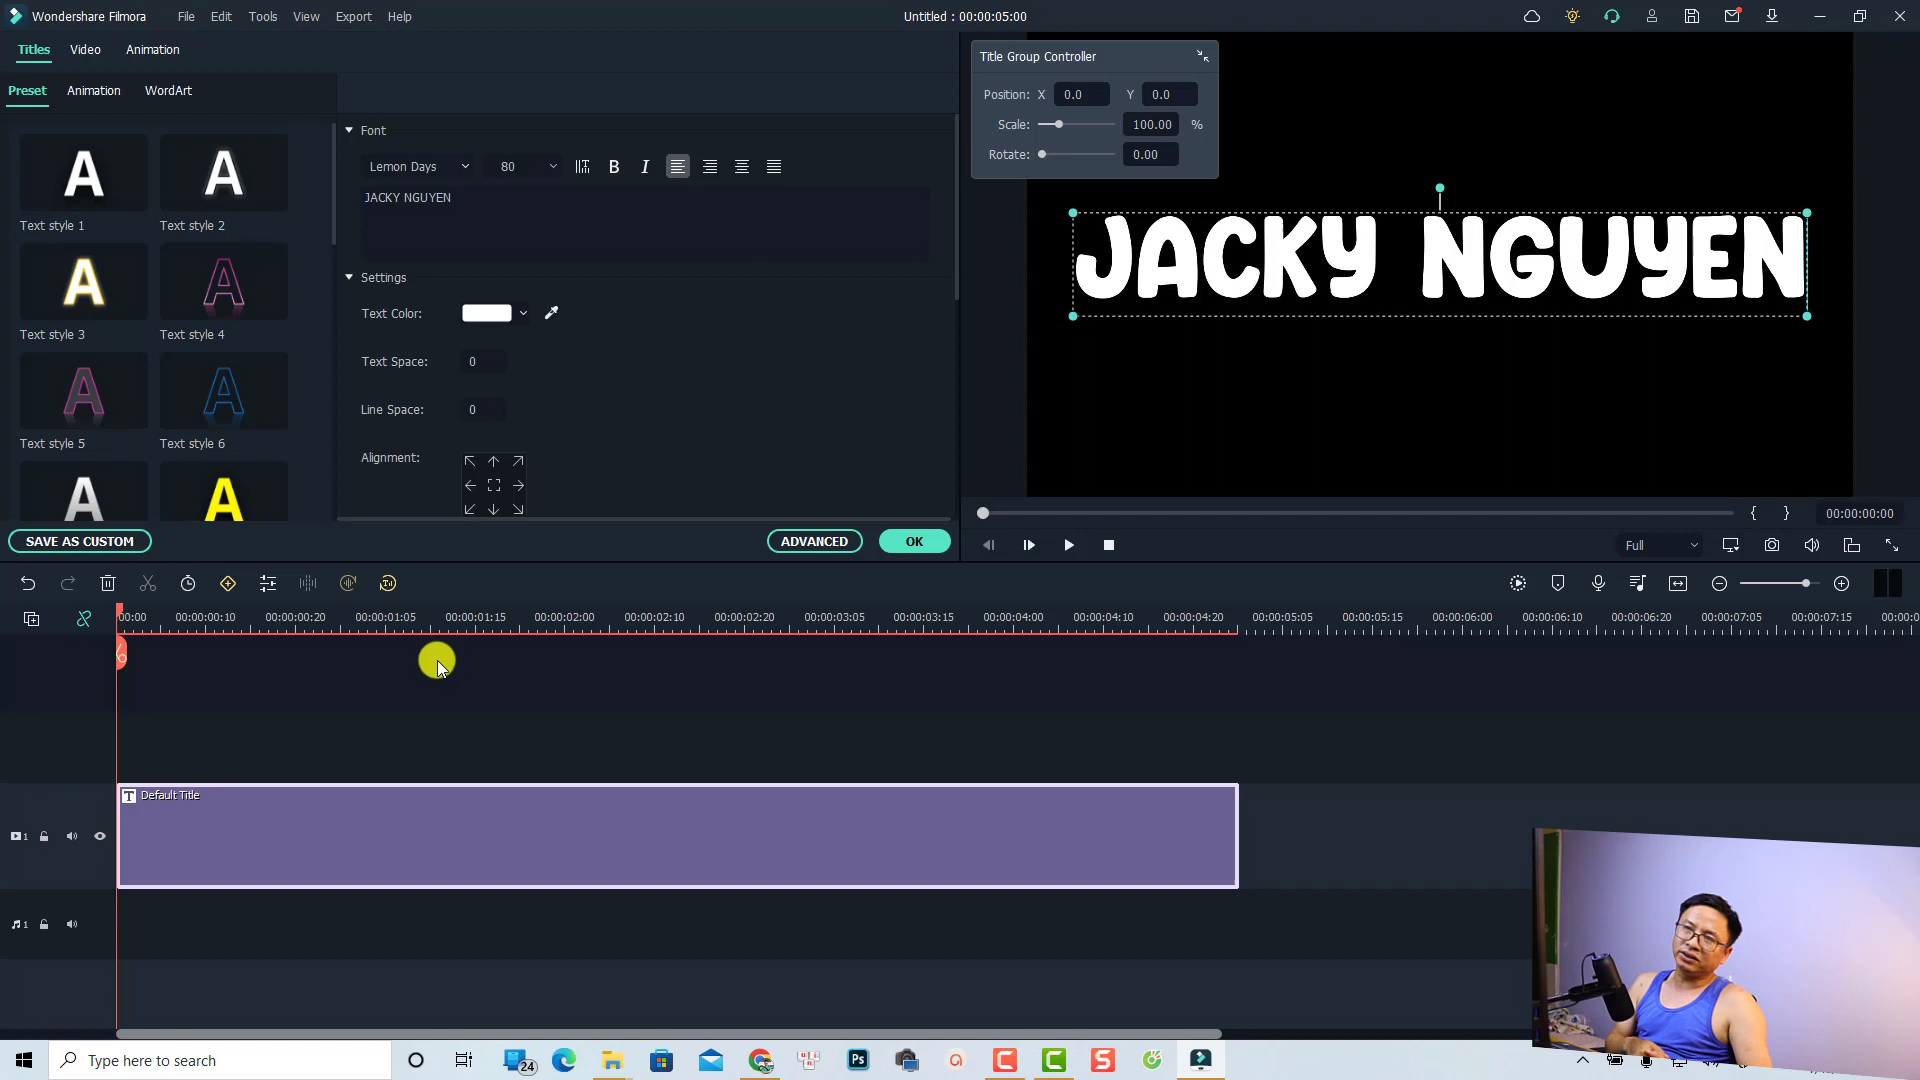 Wondershare Filmora File Edit Tools View Export Help Untitled : 00:00:05:00
Titles Video Animation
Preset Animation WordArt
Text style 1 Text style 2
Text style 3 Text style 4
Text style 5 Text style 6
Font
Lemon Days 80 B I
JACKY NGUYEN
Settings
Text Color:
Text Space: 0
Line Space: 0
Alignment:
SAVE AS CUSTOM ADVANCED OK
Title Group Controller
Position: X 0.0 Y 0.0
Scale: 100.00 %
Rotate: 0.00
JACKY NGUYEN
{ } 00:00:00:00
Full
:00:00 00:00:00:10 00:00:00:20 00:00:01:05 00:00:01:15 00:00:02:00 00:00:02:10 00:00:02:20 00:00:03:05 00:00:03:15 00:00:04:00 00:00:04:10 00:00:04:20 00:00:05:05 00:00:05:15 00:00:06:00 00:00:06:10 00:00:06:20 00:00:07:05 00:00:07:15 00:00:0
T Default Title
1
1
Type here to search 24 Ps